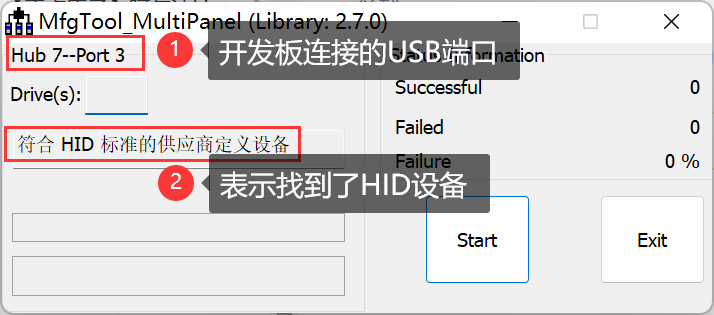 MfgTool_MultiPanel (Library: 2.7.0)
Hub 7--Port 3
1
开发板连接的USB端口
Drive(s):
Successful
0
符合 HID 标准的供应商定义设备
Failed
0
Failure
0 %
2
表示找到了HID设备
Start
Exit